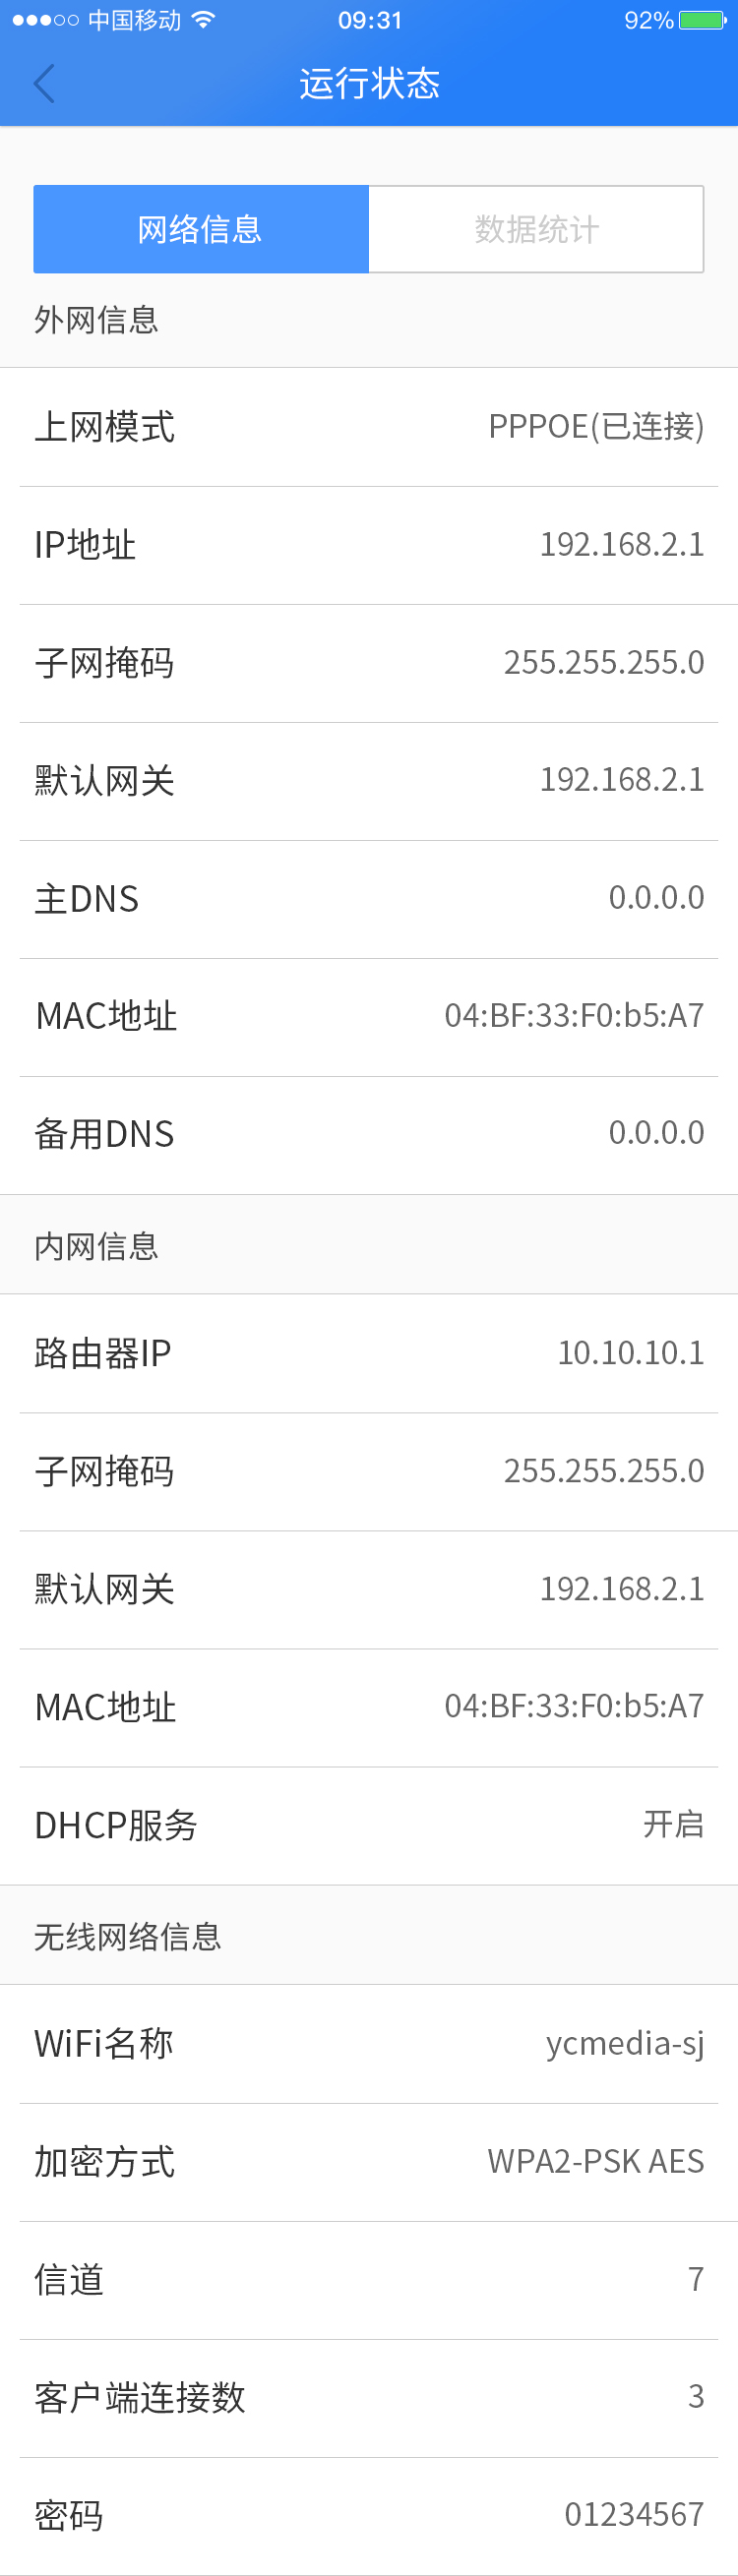 中国移动 09:31 92%
运行状态
网络信息 数据统计
外网信息
上网模式 PPPOE(已连接)
IP地址 192.168.2.1
子网掩码 255.255.255.0
默认网关 192.168.2.1
主DNS 0.0.0.0
MAC地址 04:BF:33:F0:b5:A7
备用DNS 0.0.0.0
内网信息
路由器IP 10.10.10.1
子网掩码 255.255.255.0
默认网关 192.168.2.1
MAC地址 04:BF:33:F0:b5:A7
DHCP服务 开启
无线网络信息
WiFi名称 ycmedia-sj
加密方式 WPA2-PSK AES
信道 7
客户端连接数 3
密码 01234567